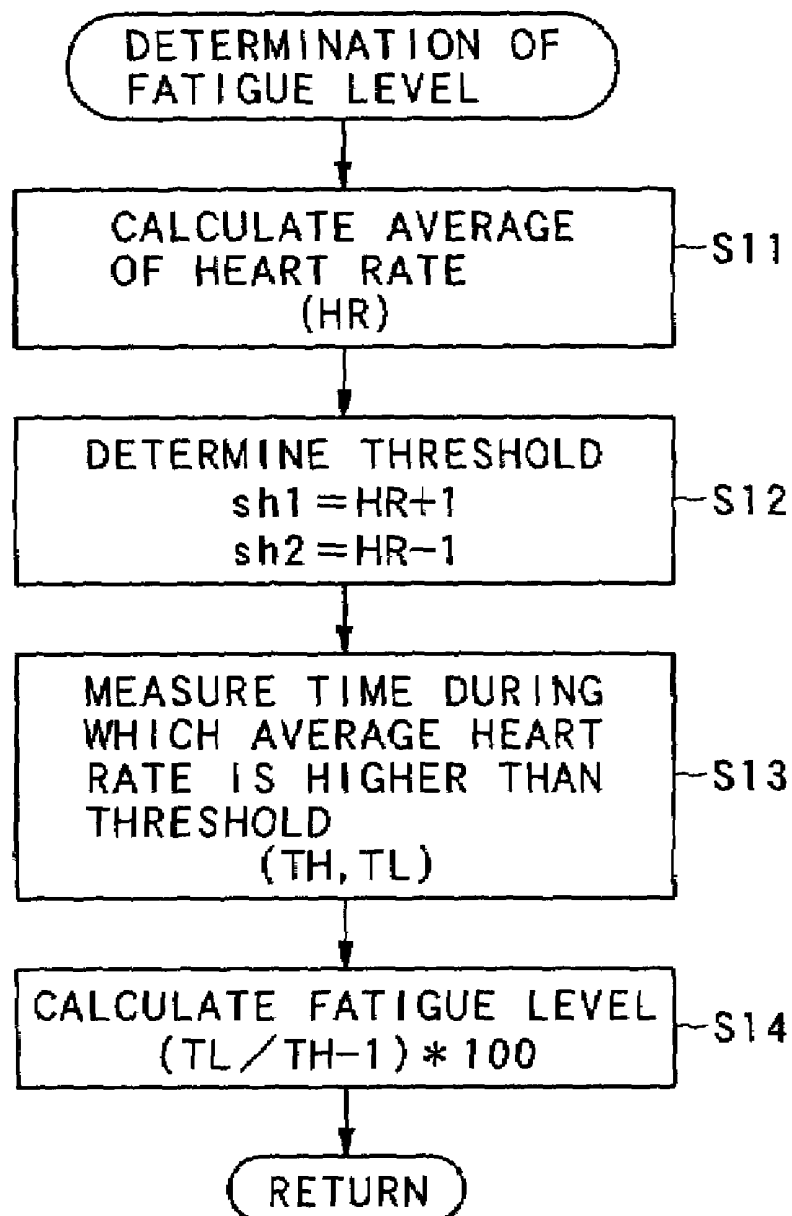 DETERMINATION OF
FATIGUE LEVEL
CALCULATE AVERAGE
OF HEART RATE
(HR)
S11
DETERMINE THRESHOLD
sh1=HR+1
sh2=HR-1
S12
MEASURE TIME DURING
WHICH AVERAGE HEART
RATE IS HIGHER THAN
THRESHOLD
(TH, TL)
S13
CALCULATE FATIGUE LEVEL
(TL/TH-1)*100
S14
RETURN